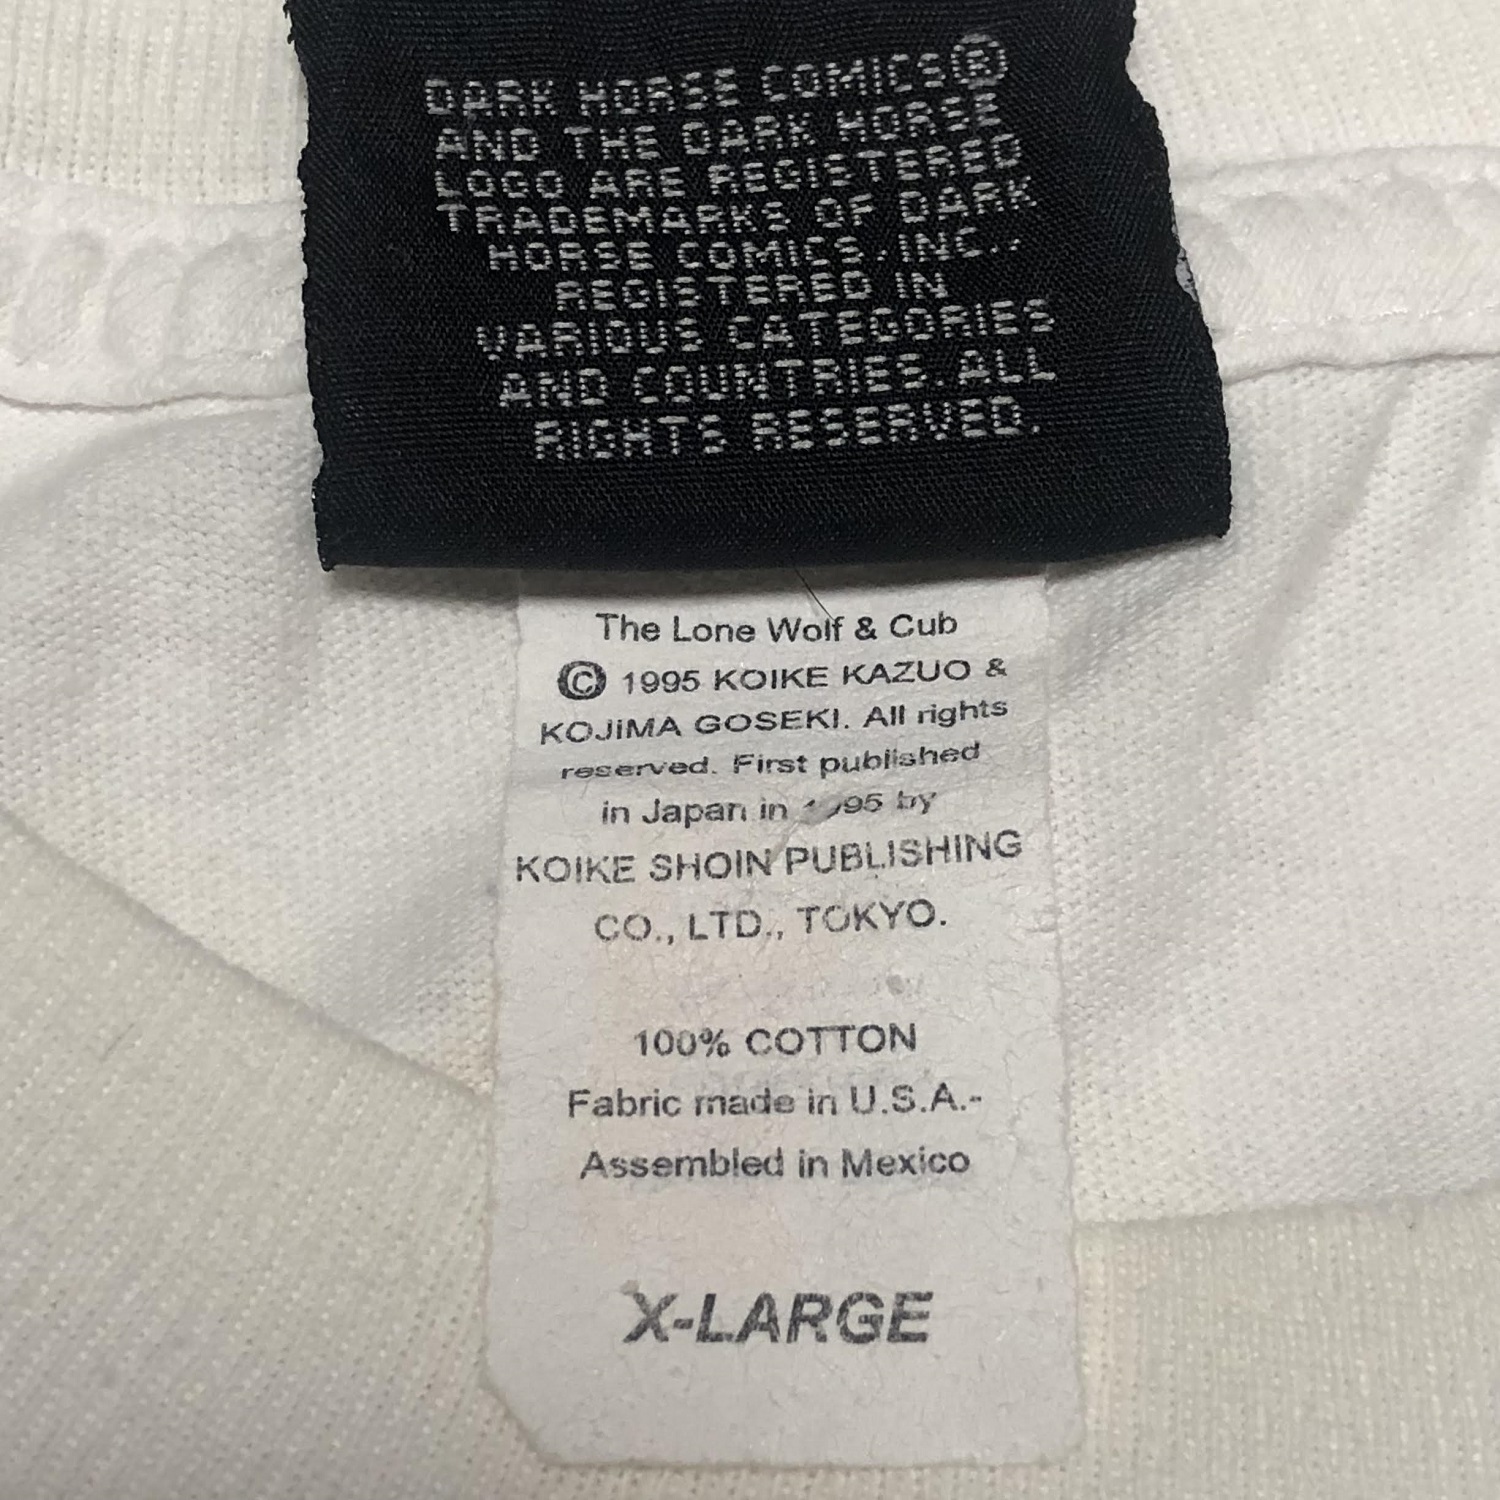 DARK HORSE COMICS®
AND THE DARK HORSE
LOGO ARE REGISTERED
TRADEMARKS OF DARK
HORSE COMICS, INC.,
REGISTERED IN
VARIOUS CATEGORIES
AND COUNTRIES. ALL
RIGHTS RESERVED.
The Lone Wolf & Cub
© 1995 KOIKE KAZUO &
KOJIMA GOSEKI. All rights
reserved. First published
in Japan in 1995 by
KOIKE SHOIN PUBLISHING
CO., LTD., TOKYO.
100% COTTON
Fabric made in U.S.A.-
Assembled in Mexico
X-LARGE